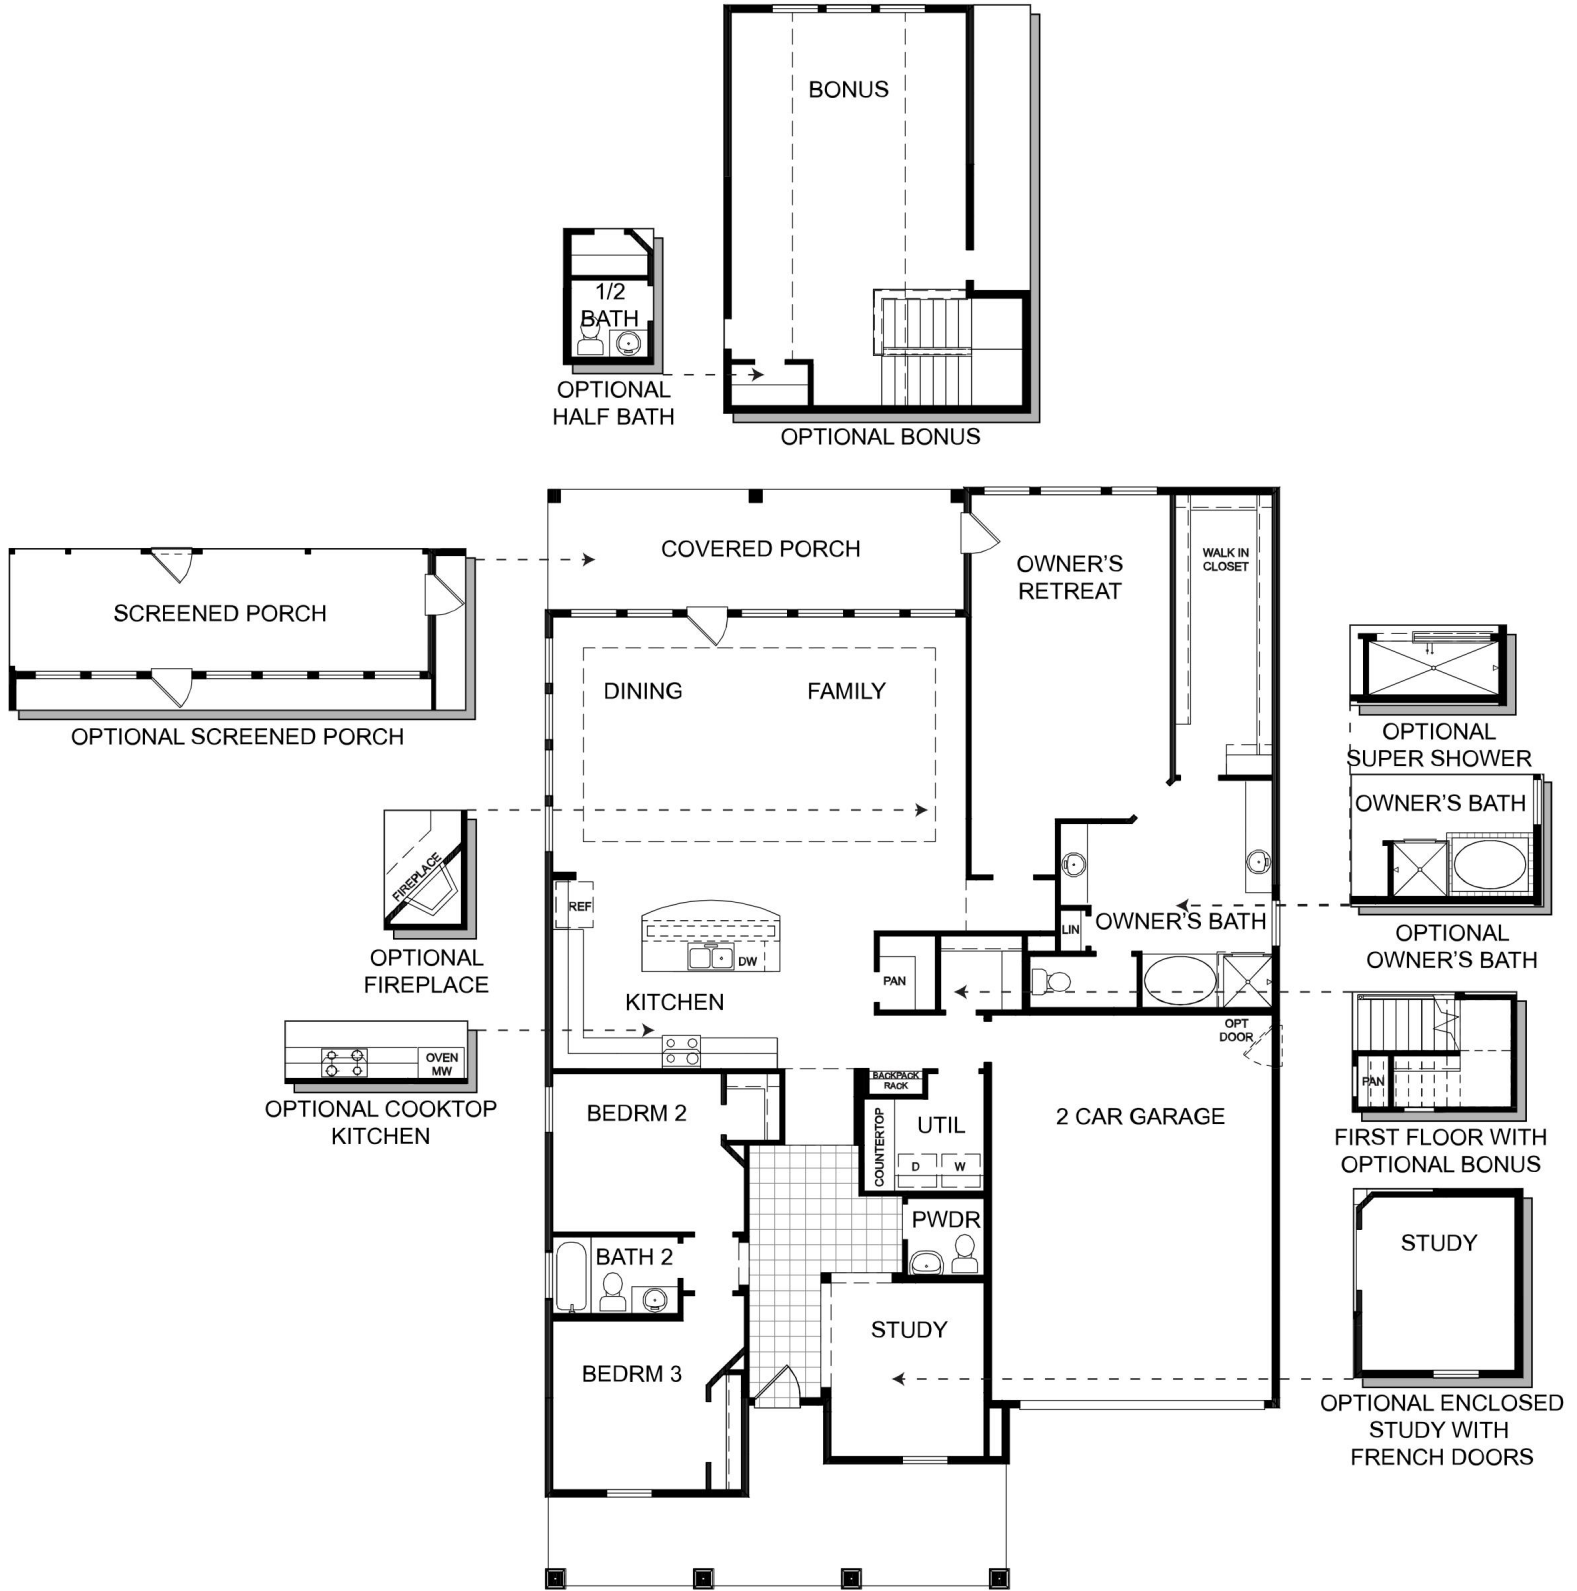 BONUS
1/2
BATH
OPTIONAL
HALF BATH
OPTIONAL BONUS
COVERED PORCH
OWNER'S
RETREAT
WALK IN
CLOSET
SCREENED PORCH
OPTIONAL SCREENED PORCH
DINING
FAMILY
OPTIONAL
SUPER SHOWER
OWNER'S BATH
OPTIONAL
OWNER'S BATH
FIREPLACE
OPTIONAL
FIREPLACE
REF
DW
KITCHEN
PAN
LIN
OWNER'S BATH
OPT
DOOR
OVEN
MW
OPTIONAL COOKTOP
KITCHEN
PAN
FIRST FLOOR WITH
OPTIONAL BONUS
BACKPACK
RACK
BEDRM 2
COUNTERTOP
UTIL
D
W
2 CAR GARAGE
PWDR
BATH 2
STUDY
BEDRM 3
STUDY
OPTIONAL ENCLOSED
STUDY WITH
FRENCH DOORS